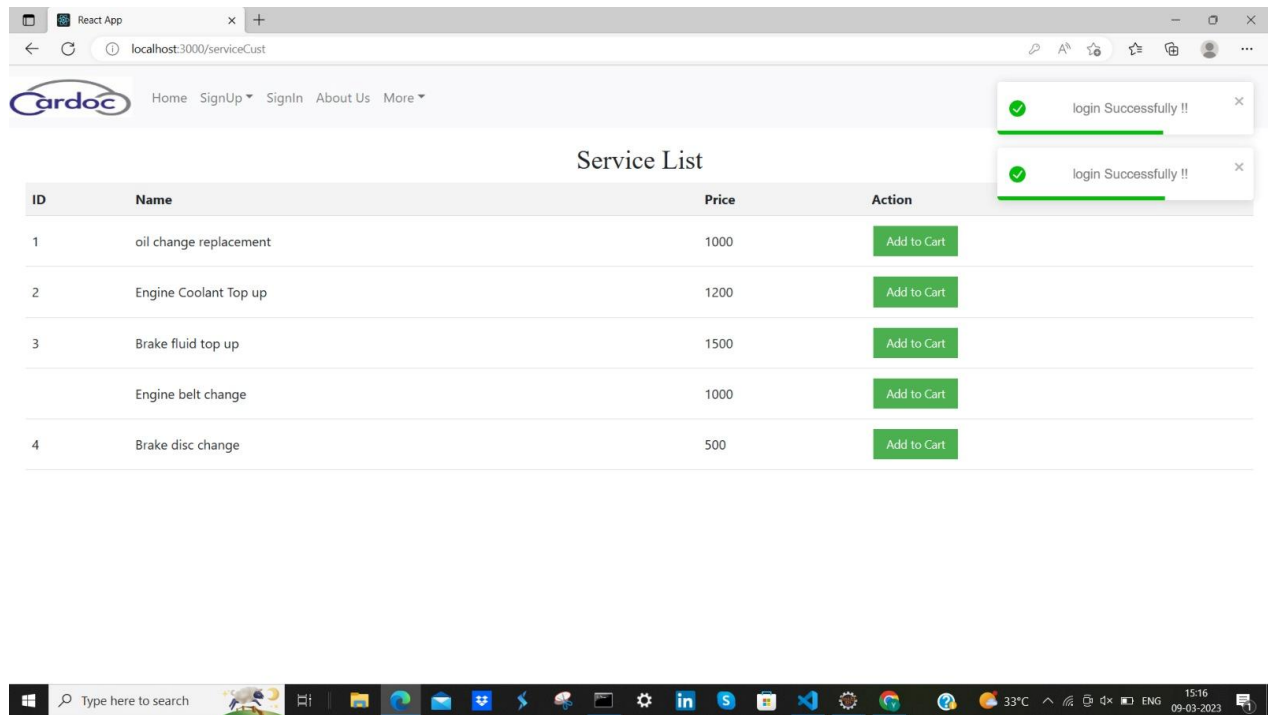 React App
localhost:3000/serviceCust
Cardoc Home SignUp SignIn About Us More
login Successfully !!
login Successfully !!
Service List
ID Name Price Action
1 oil change replacement 1000 Add to Cart
2 Engine Coolant Top up 1200 Add to Cart
3 Brake fluid top up 1500 Add to Cart
Engine belt change 1000 Add to Cart
4 Brake disc change 500 Add to Cart
Type here to search 33°C ENG 15:16
09-03-2023